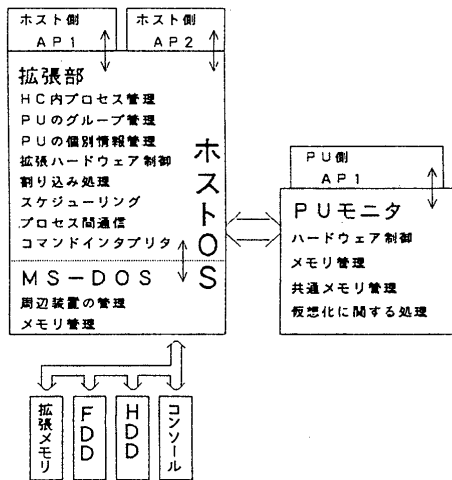 ホスト側
AP1
ホスト側
AP2
拡張部
HC内プロセス管理
PUのグループ管理
PUの個別情報管理
拡張ハードウェア制御
割り込み処理
スケジューリング
プロセス間通信
コマンドインタプリタ
ホストOS
MS-DOS
周辺装置の管理
メモリ管理
PU側
AP1
PUモニタ
ハードウェア制御
メモリ管理
共通メモリ管理
仮想化に関する処理
拡張メモリ
FDD
HDD
コンソール